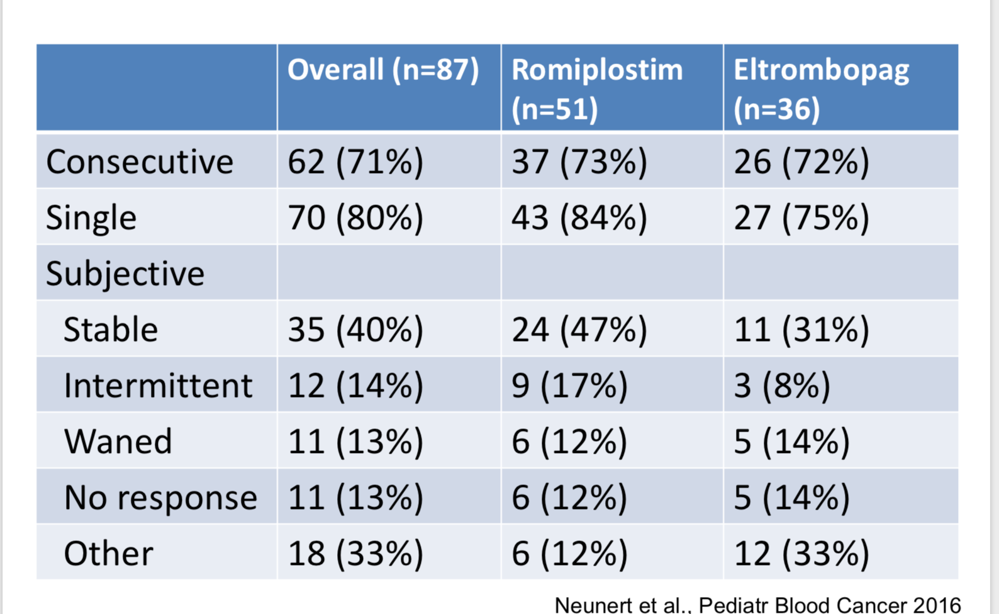 Overall (n=87) Romiplostim (n=51) Eltrombopag (n=36)
Consecutive 62 (71%) 37 (73%) 26 (72%)
Single 70 (80%) 43 (84%) 27 (75%)
Subjective
Stable 35 (40%) 24 (47%) 11 (31%)
Intermittent 12 (14%) 9 (17%) 3 (8%)
Waned 11 (13%) 6 (12%) 5 (14%)
No response 11 (13%) 6 (12%) 5 (14%)
Other 18 (33%) 6 (12%) 12 (33%)
Neunert et al., Pediatr Blood Cancer 2016